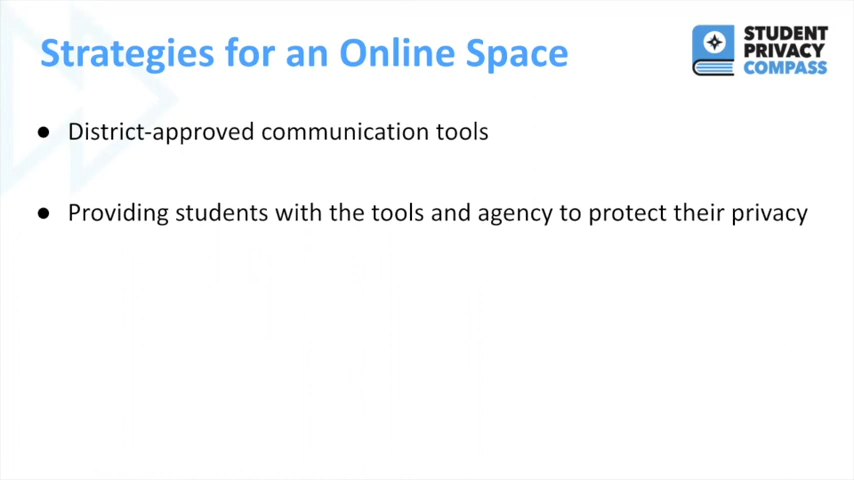 Strategies for an Online Space
STUDENT
PRIVACY
COMPASS
● District-approved communication tools
● Providing students with the tools and agency to protect their privacy